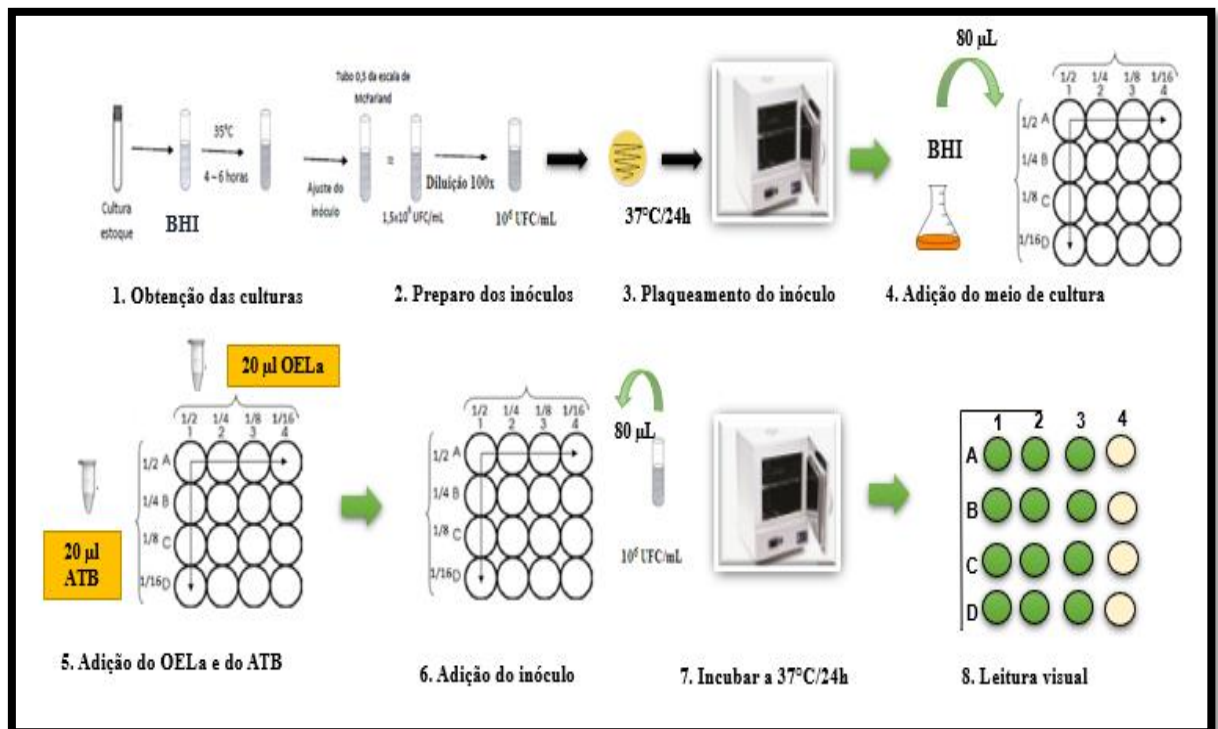 Cultura
estoque
BHI
35°C
4 – 6 horas
1. Obtenção das culturas
Tubo 0,5 da escala de
McFarland
Ajuste do
inóculo
=
1,5x10⁸ UFC/mL
Diluição 100x
10⁶ UFC/mL
2. Preparo dos inóculos
37°C/24h
3. Plaqueamento do inóculo
80 µL
BHI
1/2 1/4 1/8 1/16
1 2 3 4
1/2 A
1/4 B
1/8 C
1/16D
4. Adição do meio de cultura
20 µl OELa
20 µl
ATB
1/2 1/4 1/8 1/16
1 2 3 4
1/2 A
1/4 B
1/8 C
1/16D
5. Adição do OELa e do ATB
1/2 1/4 1/8 1/16
1 2 3 4
1/2 A
1/4 B
1/8 C
1/16D
80 µL
10⁶ UFC/mL
6. Adição do inóculo
7. Incubar a 37°C/24h
1 2 3 4
A
B
C
D
8. Leitura visual